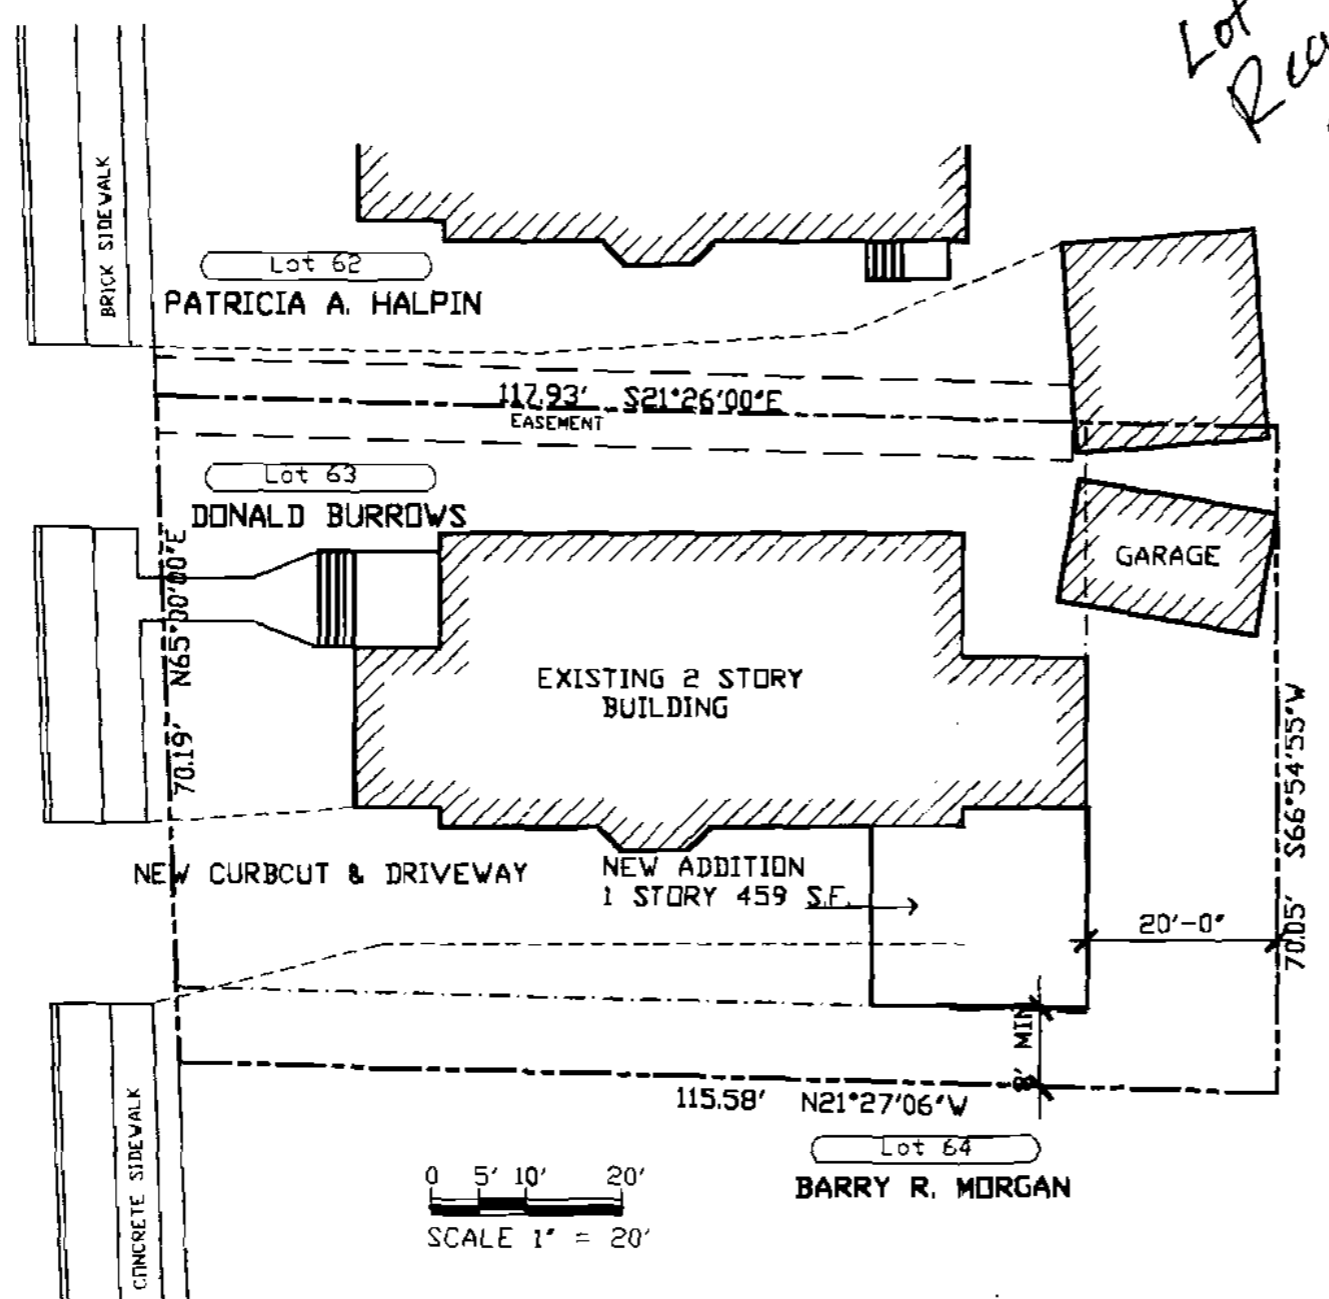 Lot
BRICK SIDEWALK
Lot 62
PATRICIA A. HALPIN
117.93' S21°26'00"E
EASEMENT
Lot 63
DONALD BURROWS
N65°00'00"E
70.19'
GARAGE
EXISTING 2 STORY
BUILDING
S66°54'55"W
70.05'
NEW CURBCUT & DRIVEWAY
NEW ADDITION
1 STORY 459 S.F.
20'-0"
8' MIN
115.58' N21°27'06"W
Lot 64
BARRY R. MORGAN
CONCRETE SIDEWALK
0 5' 10' 20'
SCALE 1" = 20'